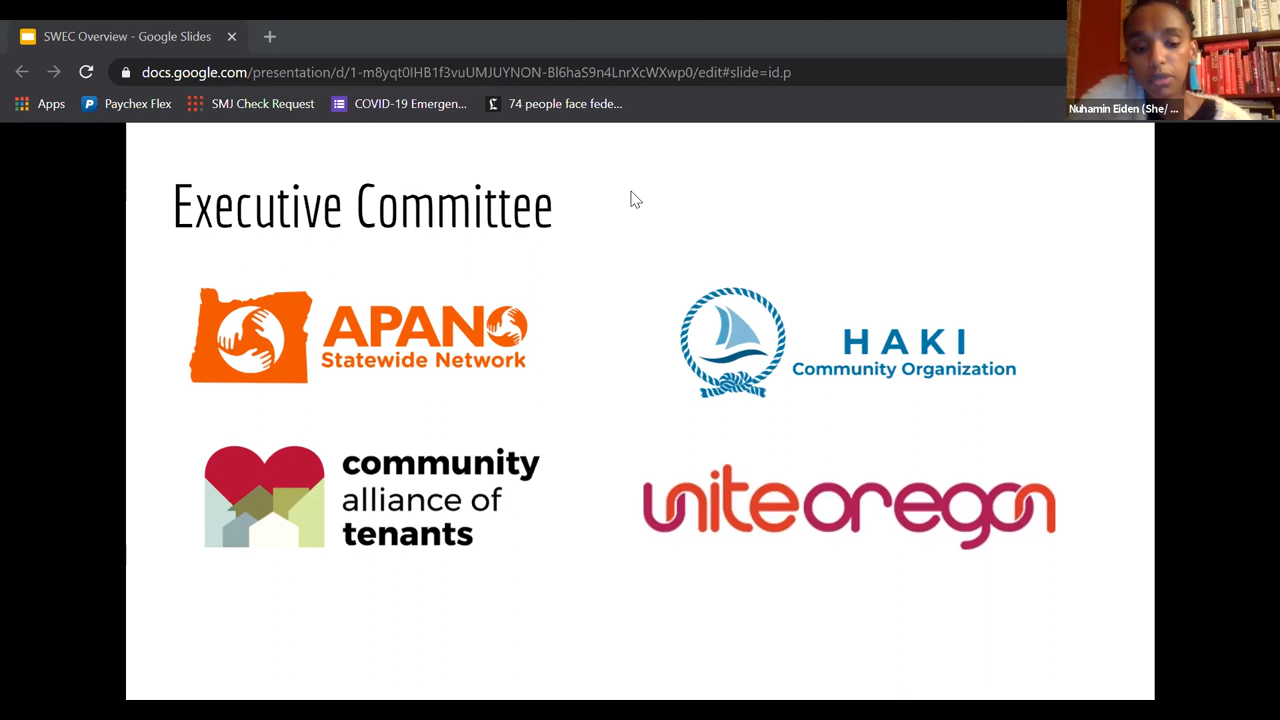 SWEC Overview - Google Slides
docs.google.com/presentation/d/1-m8yqt0lHB1f3vuUMJUYNON-Bl6haS9n4LnrXcWXwp0/edit#slide=id.p
Apps Paychex Flex SMJ Check Request COVID-19 Emergen... 74 people face fede...
Nuhamin Eiden (She/ ...
Executive Committee
APANO
Statewide Network
HAKI
Community Organization
community
alliance of
tenants
uniteoregon